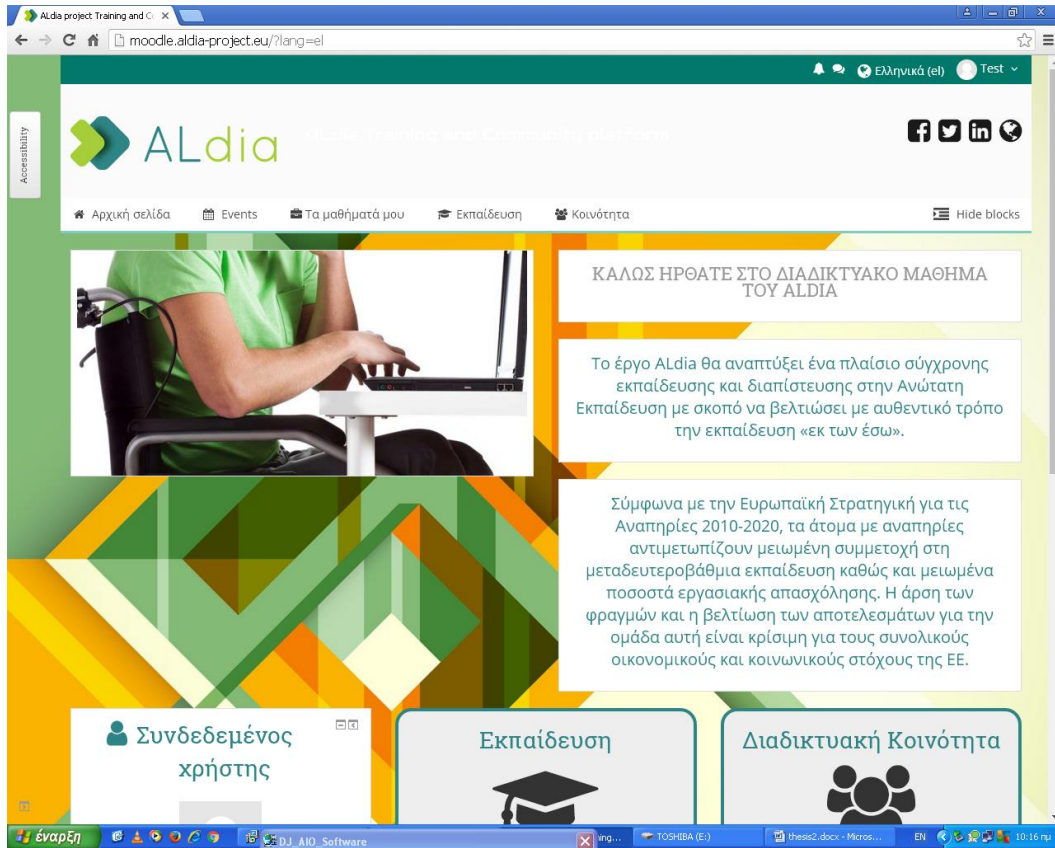 ALdia project Training and C
moodle.aldia-project.eu/?lang=el
Ελληνικά (el) Test
Accessibility
ALdia
ALdia Training and Community platform
Αρχική σελίδα Events Τα μαθήματά μου Εκπαίδευση Κοινότητα Hide blocks
ΚΑΛΩΣ ΗΡΘΑΤΕ ΣΤΟ ΔΙΑΔΙΚΤΥΑΚΟ ΜΑΘΗΜΑ
ΤΟΥ ALDIA
Το έργο ALdia θα αναπτύξει ένα πλαίσιο σύγχρονης
εκπαίδευσης και διαπίστευσης στην Ανώτατη
Εκπαίδευση με σκοπό να βελτιώσει με αυθεντικό τρόπο
την εκπαίδευση «εκ των έσω».
Σύμφωνα με την Ευρωπαϊκή Στρατηγική για τις
Αναπηρίες 2010-2020, τα άτομα με αναπηρίες
αντιμετωπίζουν μειωμένη συμμετοχή στη
μεταδευτεροβάθμια εκπαίδευση καθώς και μειωμένα
ποσοστά εργασιακής απασχόλησης. Η άρση των
φραγμών και η βελτίωση των αποτελεσμάτων για την
ομάδα αυτή είναι κρίσιμη για τους συνολικούς
οικονομικούς και κοινωνικούς στόχους της ΕΕ.
Συνδεδεμένος
χρήστης
Εκπαίδευση
Διαδικτυακή Κοινότητα
έναρξη DJ_AIO_Software ning... TOSHIBA (E:) thesis2.docx - Micros... EN 10:16 πμ